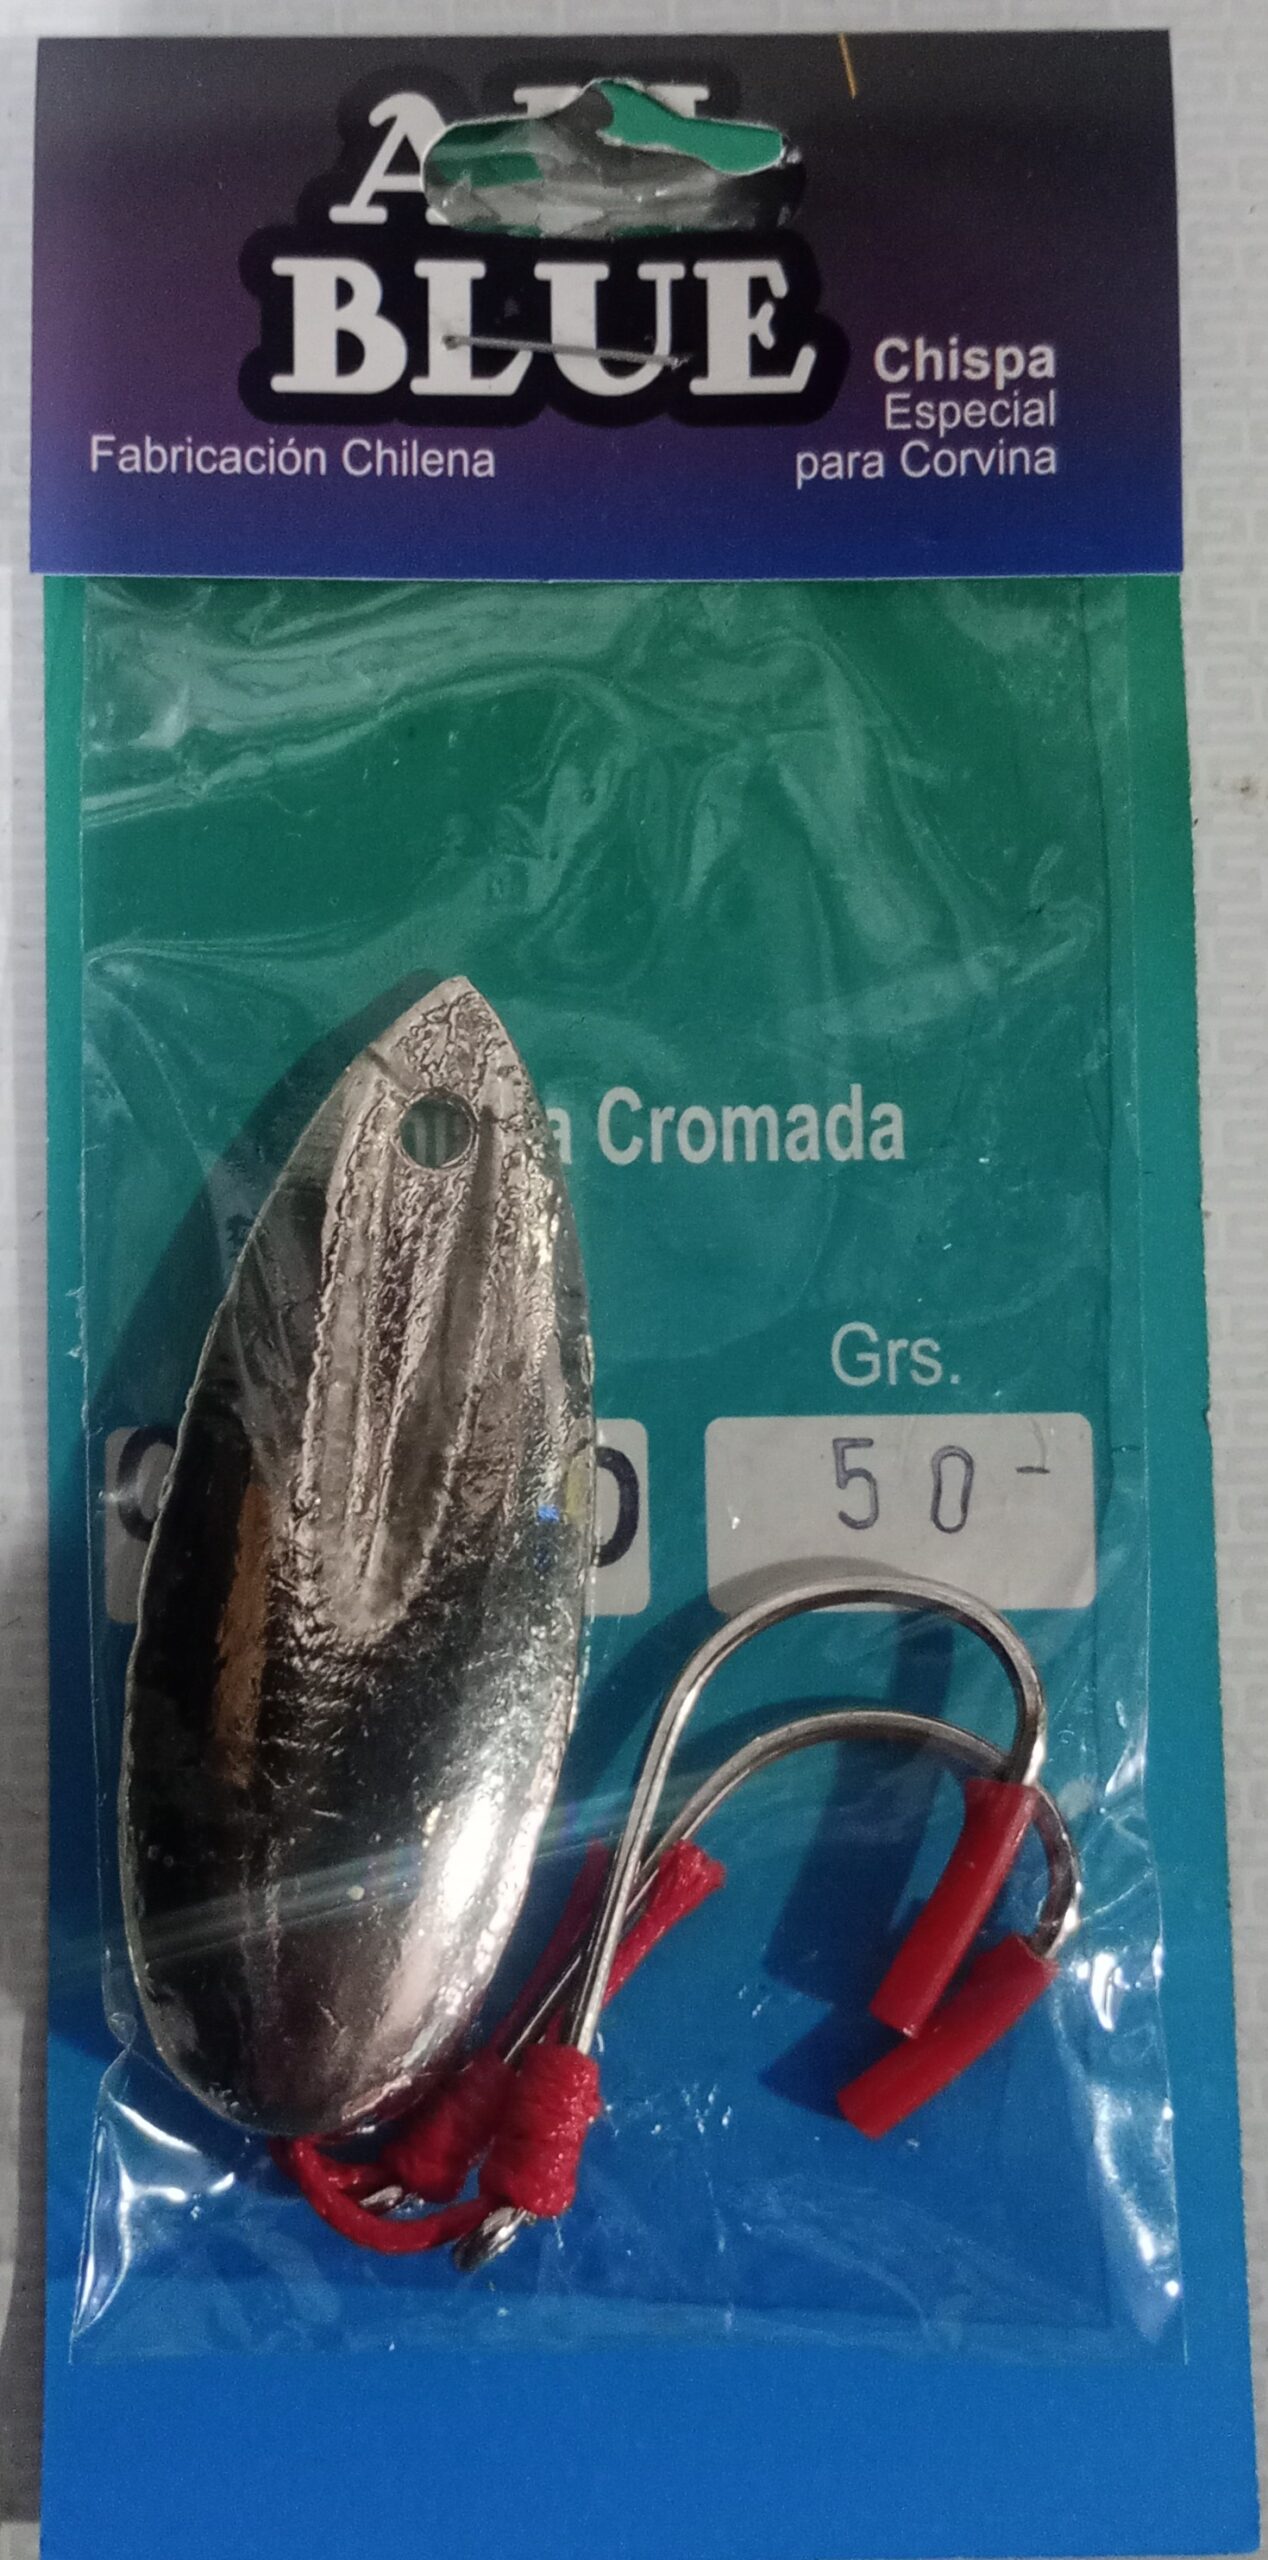 BLUE
Chispa
Especial
Fabricación Chilena
para Corvina
Cromada
Grs.
50-